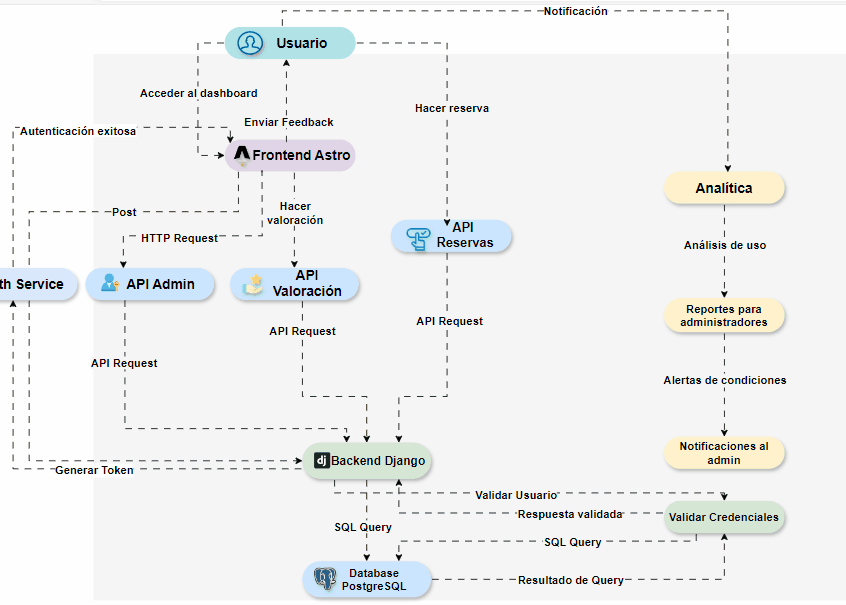 Notificación
Usuario
Acceder al dashboard
Hacer reserva
Enviar Feedback
Autenticación exitosa
Frontend Astro
Analítica
Hacer
valoración
Post
HTTP Request
API
Reservas
Análisis de uso
th Service
API Admin
API
Valoración
Reportes para
administradores
API Request
API Request
API Request
Alertas de condiciones
Notificaciones al
admin
dj
Backend Django
Generar Token
Validar Usuario
Respuesta validada
Validar Credenciales
SQL Query
SQL Query
Database
PostgreSQL
Resultado de Query